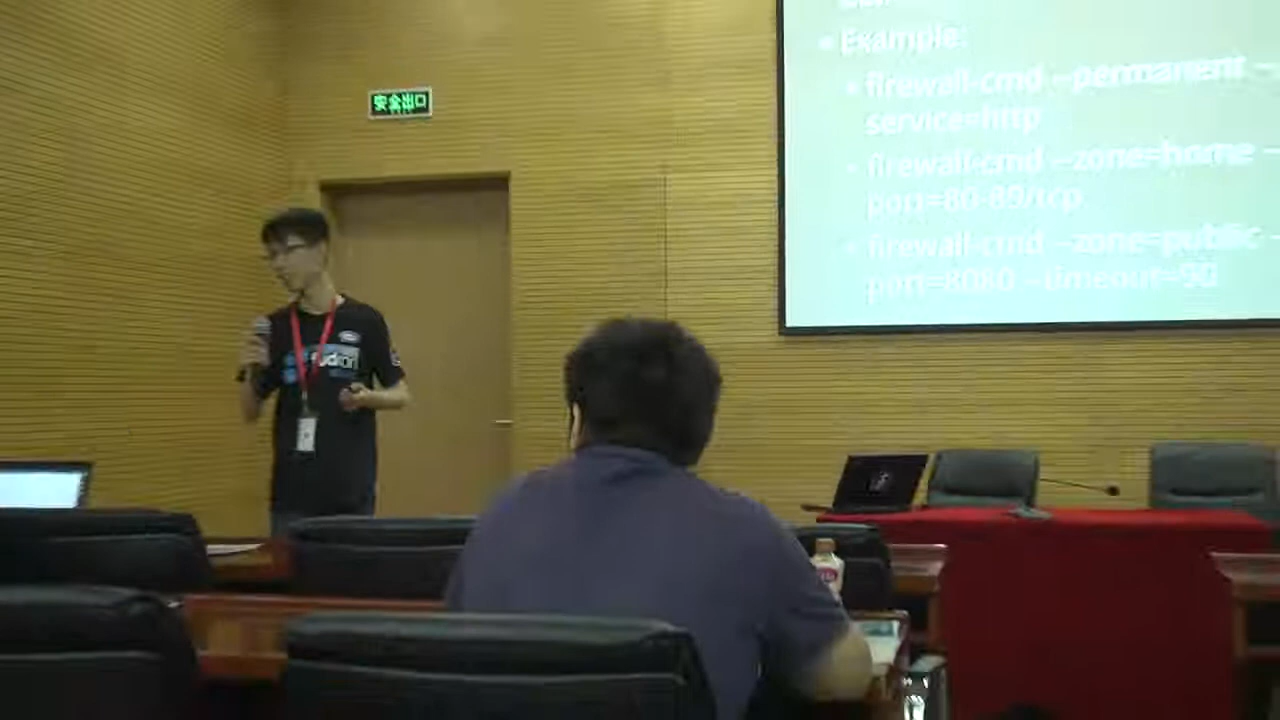 安全出口
Example:
firewall-cmd --permanent
service=http
firewall-cmd --zone=home
port=80-89/tcp
firewall-cmd --zone=public
port=8080 --timeout=90